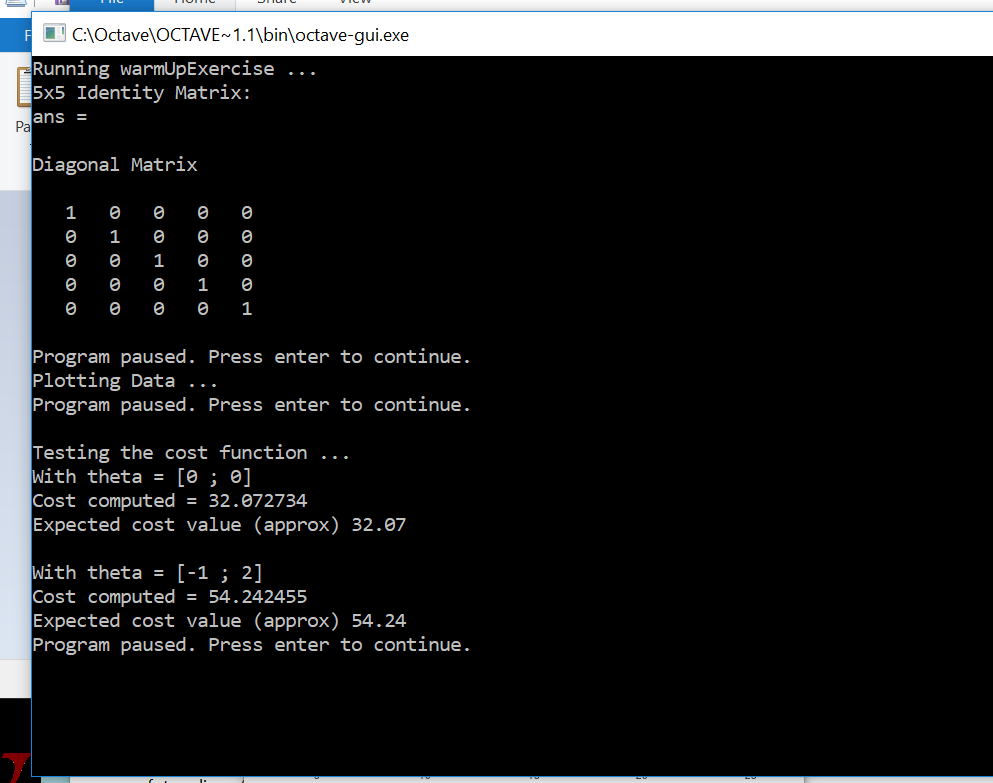 C:\Octave\OCTAVE~1.1\bin\octave-gui.exe
Running warmUpExercise ...
5x5 Identity Matrix:
ans =
Diagonal Matrix
1 0 0 0 0
0 1 0 0 0
0 0 1 0 0
0 0 0 1 0
0 0 0 0 1
Program paused. Press enter to continue.
Plotting Data ...
Program paused. Press enter to continue.
Testing the cost function ...
With theta = [0 ; 0]
Cost computed = 32.072734
Expected cost value (approx) 32.07
With theta = [-1 ; 2]
Cost computed = 54.242455
Expected cost value (approx) 54.24
Program paused. Press enter to continue.